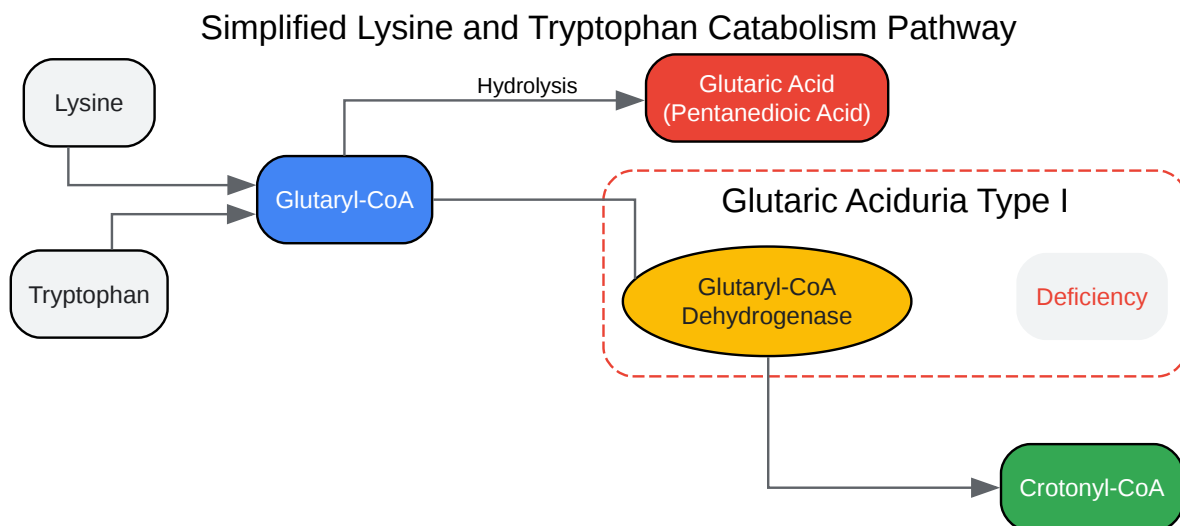 Simplified Lysine and Tryptophan Catabolism Pathway
Lysine
Hydrolysis
Glutaric Acid
(Pentanedioic Acid)
Glutaryl-CoA
Glutaric Aciduria Type I
Tryptophan
Glutaryl-CoA
Dehydrogenase
Deficiency
Crotonyl-CoA